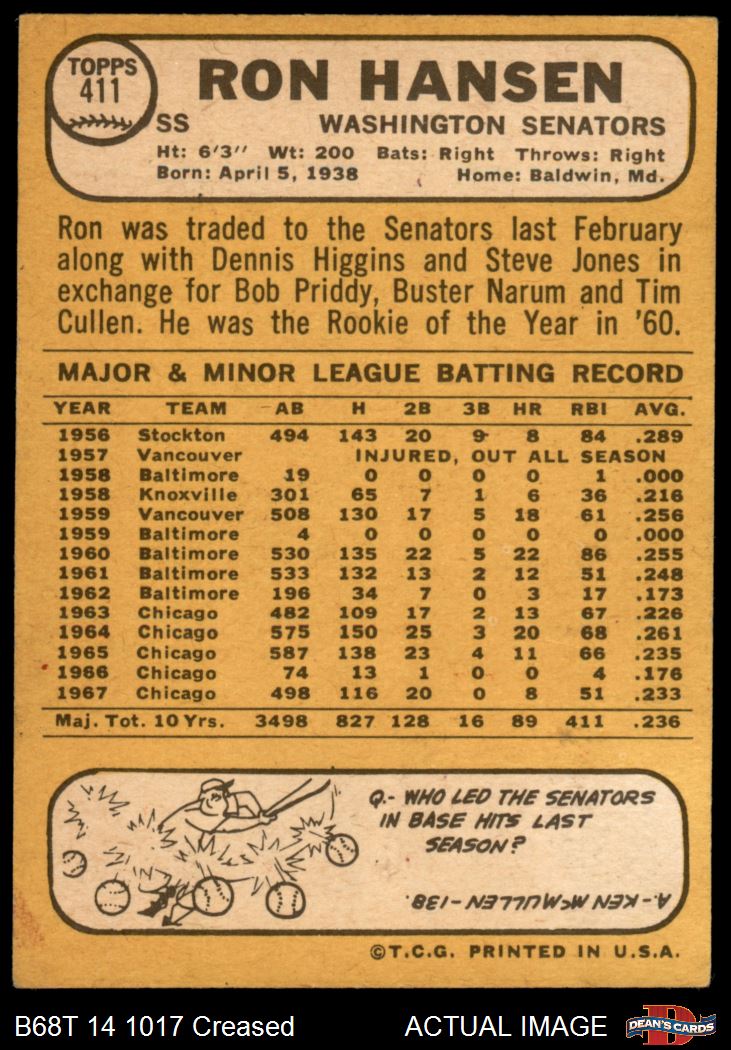 TOPPS
411
RON HANSEN
SS WASHINGTON SENATORS
Ht: 6'3" Wt: 200 Bats: Right Throws: Right
Born: April 5, 1938 Home: Baldwin, Md.
Ron was traded to the Senators last February
along with Dennis Higgins and Steve Jones in
exchange for Bob Priddy, Buster Narum and Tim
Cullen. He was the Rookie of the Year in '60.
MAJOR & MINOR LEAGUE BATTING RECORD
YEAR TEAM AB H 2B 3B HR RBI AVG.
1956 Stockton 494 143 20 9 8 84 .289
1957 Vancouver INJURED, OUT ALL SEASON
1958 Baltimore 19 0 0 0 0 1 .000
1958 Knoxville 301 65 7 1 6 36 .216
1959 Vancouver 508 130 17 5 18 61 .256
1959 Baltimore 4 0 0 0 0 0 .000
1960 Baltimore 530 135 22 5 22 86 .255
1961 Baltimore 533 132 13 2 12 51 .248
1962 Baltimore 196 34 7 0 3 17 .173
1963 Chicago 482 109 17 2 13 67 .226
1964 Chicago 575 150 25 3 20 68 .261
1965 Chicago 587 138 23 4 11 66 .235
1966 Chicago 74 13 1 0 0 4 .176
1967 Chicago 498 116 20 0 8 51 .233
Maj. Tot. 10 Yrs. 3498 827 128 16 89 411 .236
Q.- WHO LED THE SENATORS
IN BASE HITS LAST
SEASON?
A.- KEN McMULLEN - 138.
©T.C.G. PRINTED IN U.S.A.
B68T 14 1017 Creased ACTUAL IMAGE
D
DEAN'S CARDS